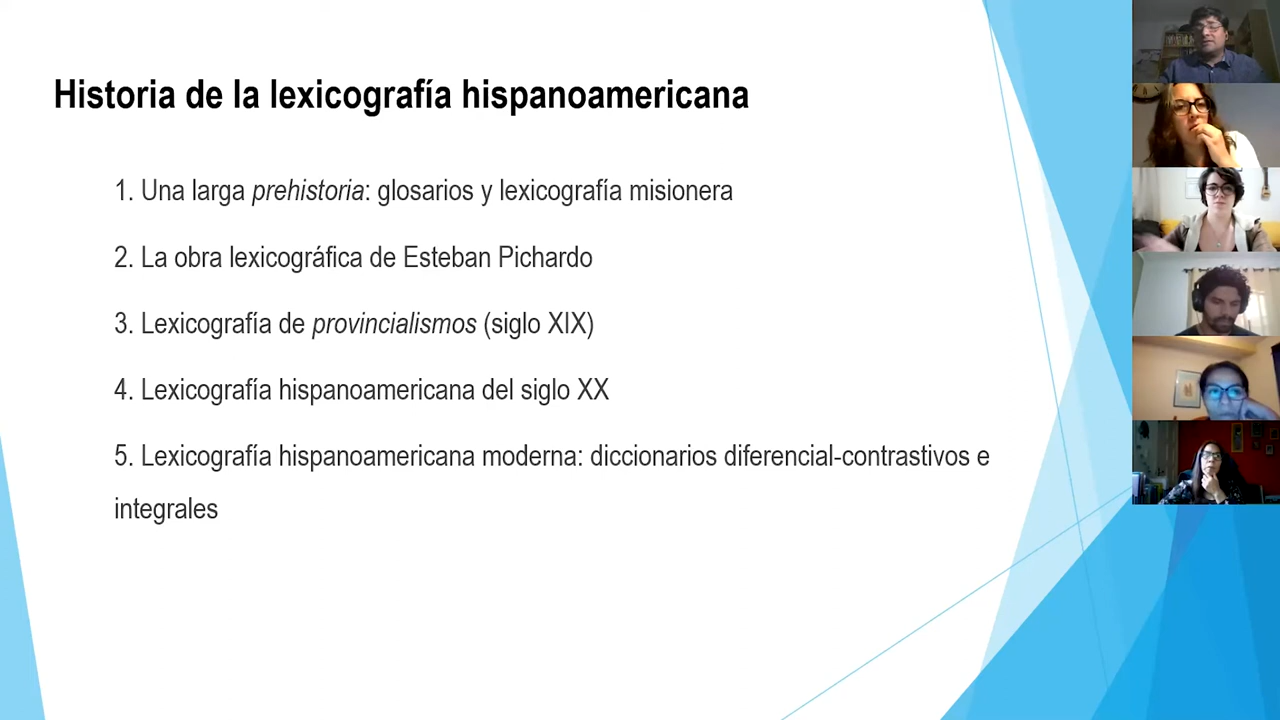 Historia de la lexicografía hispanoamericana
1. Una larga prehistoria: glosarios y lexicografía misionera
2. La obra lexicográfica de Esteban Pichardo
3. Lexicografía de provincialismos (siglo XIX)
4. Lexicografía hispanoamericana del siglo XX
5. Lexicografía hispanoamericana moderna: diccionarios diferencial-contrastivos e
integrales